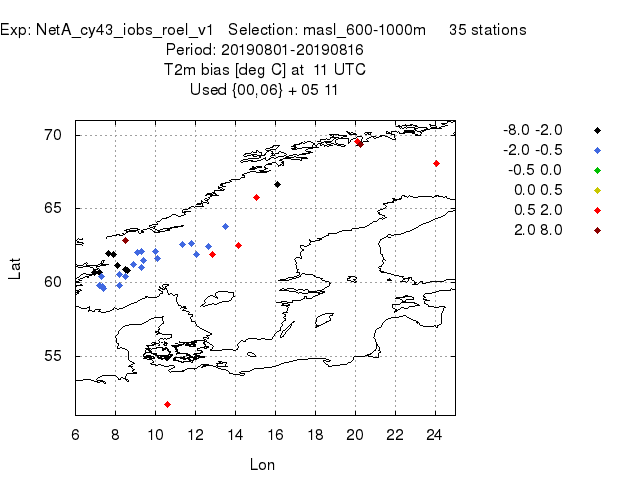 Exp: NetA_cy43_iobs_roel_v1 Selection: masl_600-1000m 35 stations
Period: 20190801-20190816
T2m bias [deg C] at 11 UTC
Used {00,06} + 05 11
70
65
60
55
Lat
6 8 10 12 14 16 18 20 22 24
Lon
-8.0 -2.0
-2.0 -0.5
-0.5 0.0
0.0 0.5
0.5 2.0
2.0 8.0